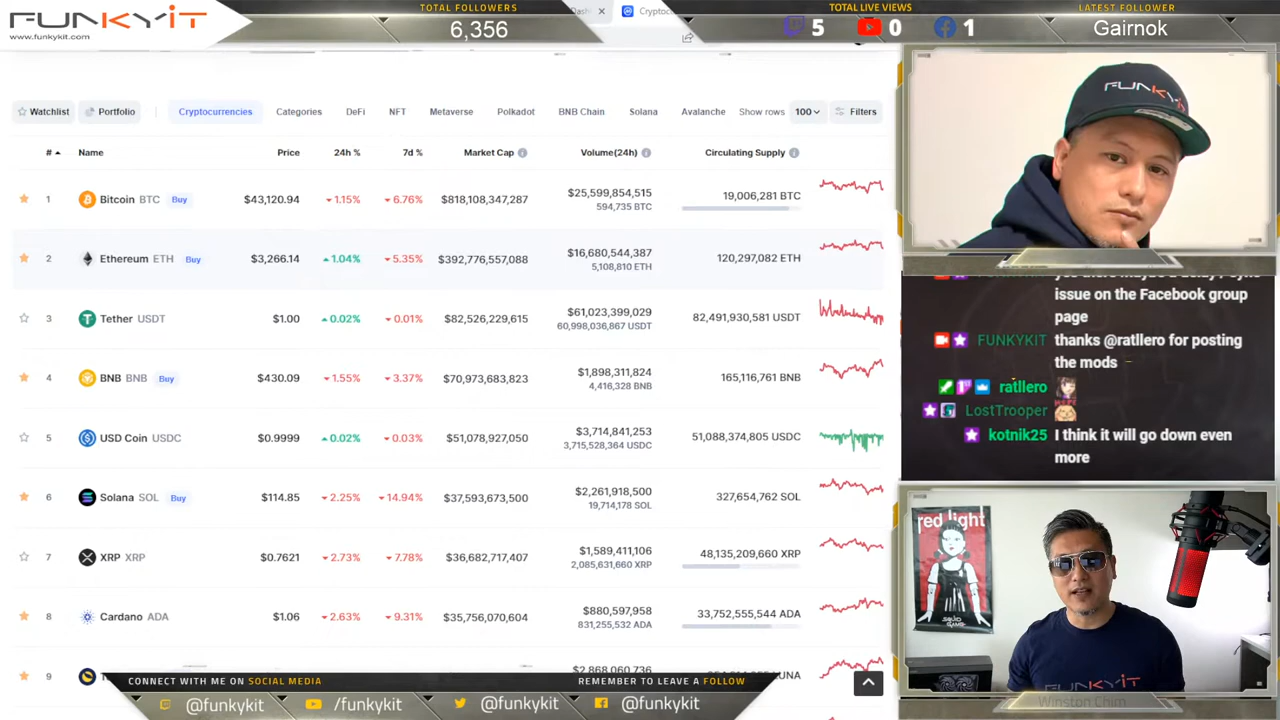 FUNKYIT
www.funkykit.com
TOTAL FOLLOWERS
6,356
Dash
Cryptoc
TOTAL LIVE VIEWS
5 0 1
LATEST FOLLOWER
Gairnok
Watchlist Portfolio Cryptocurrencies Categories DeFi NFT Metaverse Polkadot BNB Chain Solana Avalanche Show rows 100 Filters
# Name Price 24h % 7d % Market Cap Volume(24h) Circulating Supply
1 Bitcoin BTC Buy $43,120.94 1.15% 6.76% $818,108,347,287 $25,599,854,515 19,006,281 BTC
594,735 BTC
2 Ethereum ETH Buy $3,266.14 1.04% 5.35% $392,776,557,088 $16,680,544,387 120,297,082 ETH
5,108,810 ETH
3 Tether USDT $1.00 0.02% 0.01% $82,526,229,615 $61,023,399,029 82,491,930,581 USDT
60,998,036,867 USDT
4 BNB BNB Buy $430.09 1.55% 3.37% $70,973,683,823 $1,898,311,824 165,116,761 BNB
4,416,328 BNB
5 USD Coin USDC $0.9999 0.02% 0.03% $51,078,927,050 $3,714,841,253 51,088,374,805 USDC
3,715,528,364 USDC
6 Solana SOL Buy $114.85 2.25% 14.94% $37,593,673,500 $2,261,918,500 327,654,762 SOL
19,714,178 SOL
7 XRP XRP $0.7621 2.73% 7.78% $36,682,717,407 $1,589,411,106 48,135,209,660 XRP
2,085,631,660 XRP
8 Cardano ADA $1.06 2.63% 9.31% $35,756,070,604 $880,597,958 33,752,555,544 ADA
831,255,532 ADA
9 $2,868,060,736
FUNKYIT
issue on the Facebook group
page
FUNKYKIT thanks @ratllero for posting
the mods
ratllero
LostTrooper
kotnik25 I think it will go down even
more
red light
SQUID
GAME
FUNKYIT
Winston Chim
CONNECT WITH ME ON SOCIAL MEDIA
REMEMBER TO LEAVE A FOLLOW
@funkykit /funkykit @funkykit @funkykit